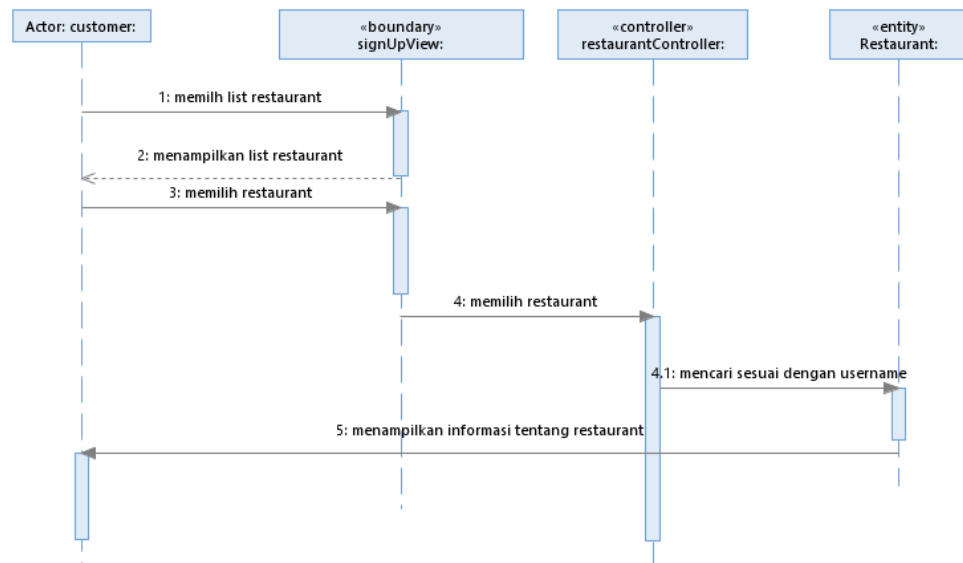 Actor: customer:
«boundary»
signUpView:
«controller»
restaurantController:
«entity»
Restaurant:
1: memilh list restaurant
2: menampilkan list restaurant
3: memilih restaurant
4: memilih restaurant
4.1: mencari sesuai dengan username
5: menampilkan informasi tentang restaurant